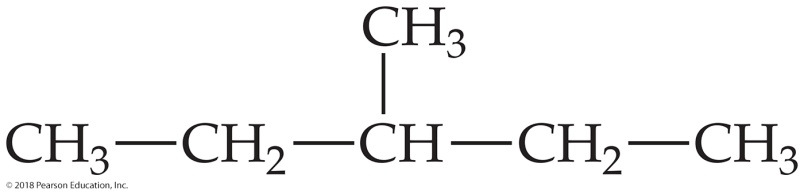 CH₃
CH₃—CH₂—CH—CH₂—CH₃
© 2018 Pearson Education, Inc.